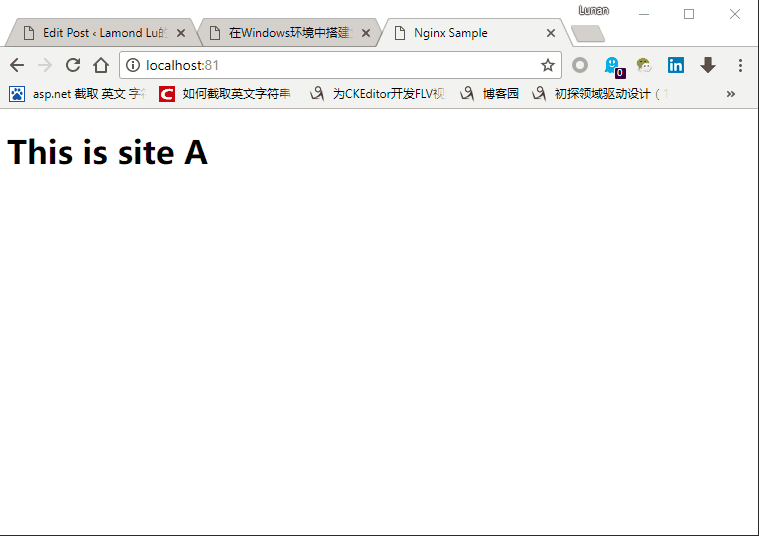 Lunan
Edit Post ‹ Lamond Lu的
在Windows环境中搭建
Nginx Sample
localhost:81
0
in
asp.net 截取 英文 字符
如何截取英文字符串
为CKEditor开发FLV视
博客园
初探领域驱动设计（1
»
This is site A